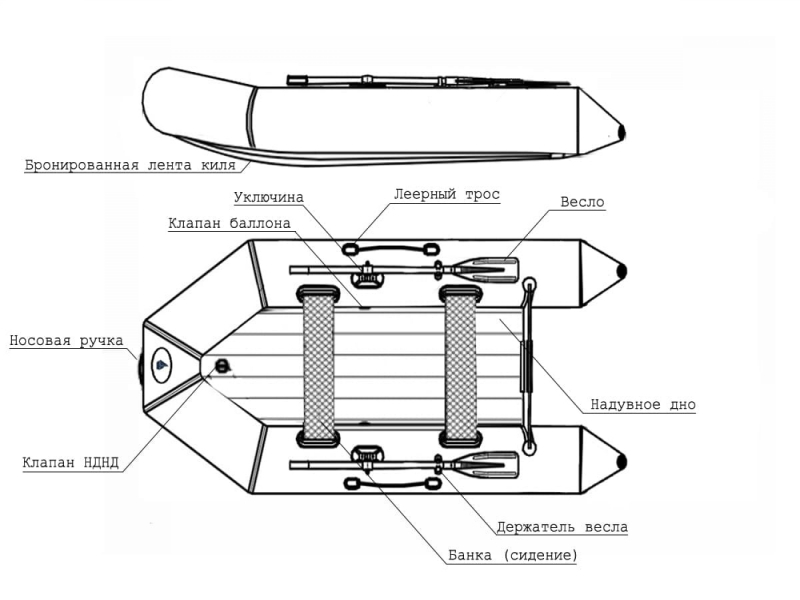 Бронированная лента киля
Уключина
Леерный трос
Весло
Клапан баллона
Носовая ручка
Надувное дно
Клапан НДНД
Держатель весла
Банка (сидение)